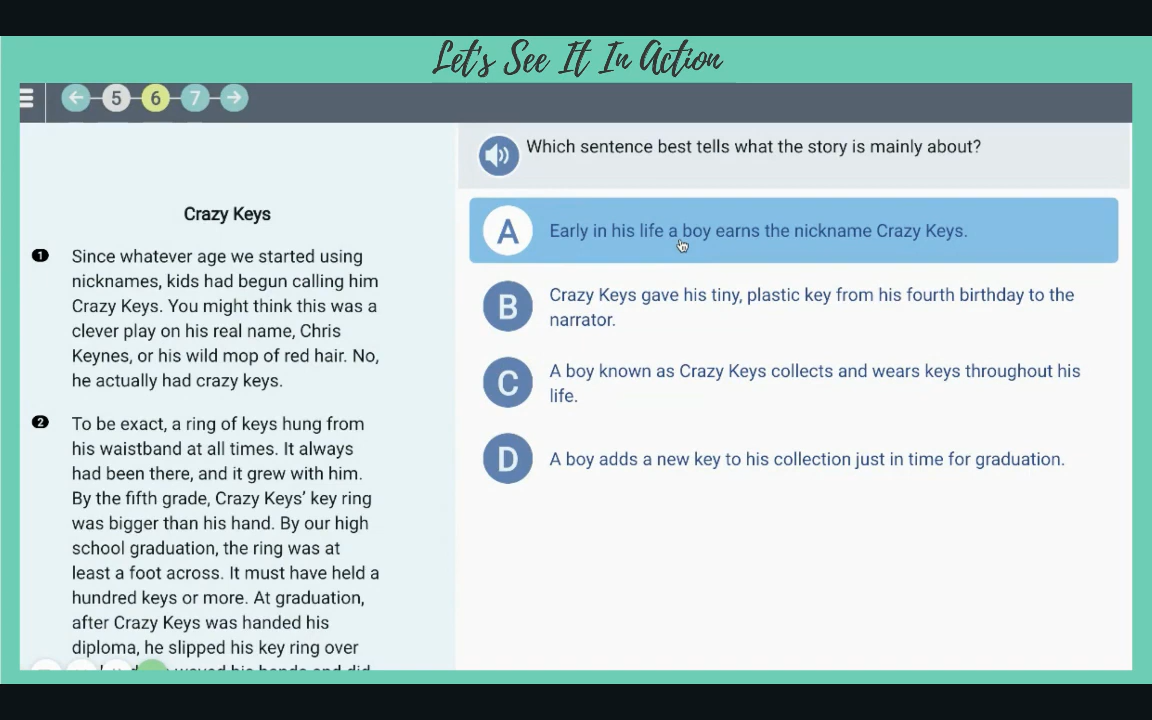 Let's See It In Action
5 6 7
Which sentence best tells what the story is mainly about?
Crazy Keys
1 Since whatever age we started using
nicknames, kids had begun calling him
Crazy Keys. You might think this was a
clever play on his real name, Chris
Keynes, or his wild mop of red hair. No,
he actually had crazy keys.
2 To be exact, a ring of keys hung from
his waistband at all times. It always
had been there, and it grew with him.
By the fifth grade, Crazy Keys' key ring
was bigger than his hand. By our high
school graduation, the ring was at
least a foot across. It must have held a
hundred keys or more. At graduation,
after Crazy Keys was handed his
diploma, he slipped his key ring over
waved his hands and did
A Early in his life a boy earns the nickname Crazy Keys.
B Crazy Keys gave his tiny, plastic key from his fourth birthday to the
narrator.
C A boy known as Crazy Keys collects and wears keys throughout his
life.
D A boy adds a new key to his collection just in time for graduation.